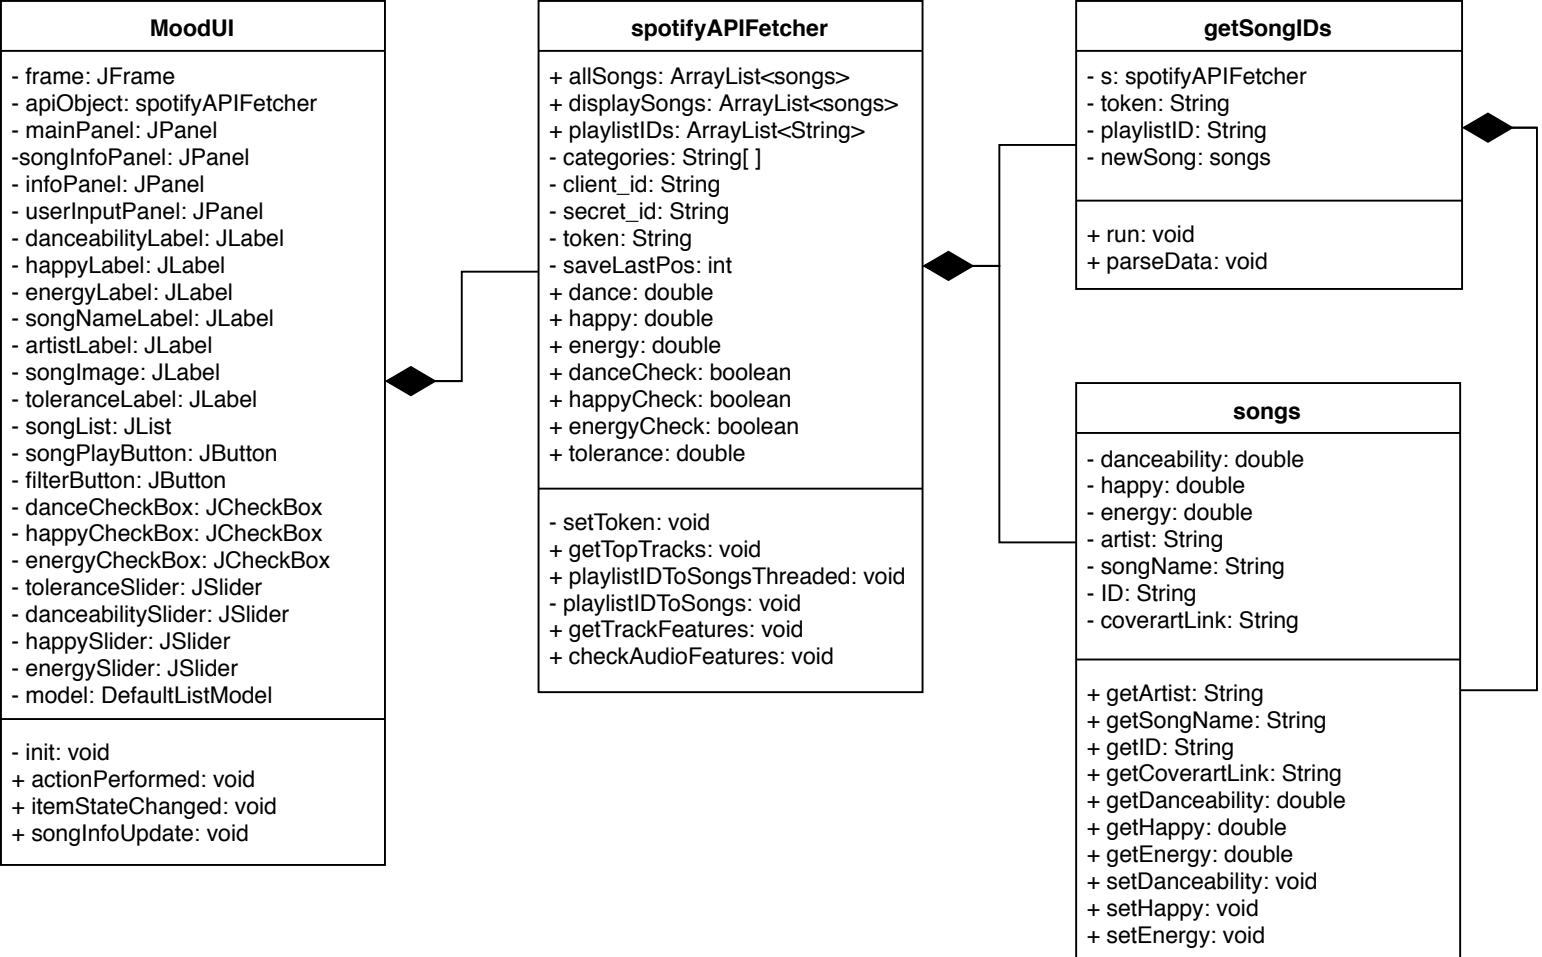 MoodUI
- frame: JFrame
- apiObject: spotifyAPIFetcher
- mainPanel: JPanel
-songInfoPanel: JPanel
- infoPanel: JPanel
- userInputPanel: JPanel
- danceabilityLabel: JLabel
- happyLabel: JLabel
- energyLabel: JLabel
- songNameLabel: JLabel
- artistLabel: JLabel
- songImage: JLabel
- toleranceLabel: JLabel
- songList: JList
- songPlayButton: JButton
- filterButton: JButton
- danceCheckBox: JCheckBox
- happyCheckBox: JCheckBox
- energyCheckBox: JCheckBox
- toleranceSlider: JSlider
- danceabilitySlider: JSlider
- happySlider: JSlider
- energySlider: JSlider
- model: DefaultListModel
- init: void
+ actionPerformed: void
+ itemStateChanged: void
+ songInfoUpdate: void
spotifyAPIFetcher
+ allSongs: ArrayList<songs>
+ displaySongs: ArrayList<songs>
+ playlistIDs: ArrayList<String>
- categories: String[ ]
- client_id: String
- secret_id: String
- token: String
- saveLastPos: int
+ dance: double
+ happy: double
+ energy: double
+ danceCheck: boolean
+ happyCheck: boolean
+ energyCheck: boolean
+ tolerance: double
- setToken: void
+ getTopTracks: void
+ playlistIDToSongsThreaded: void
- playlistIDToSongs: void
+ getTrackFeatures: void
+ checkAudioFeatures: void
getSongIDs
- s: spotifyAPIFetcher
- token: String
- playlistID: String
- newSong: songs
+ run: void
+ parseData: void
songs
- danceability: double
- happy: double
- energy: double
- artist: String
- songName: String
- ID: String
- coverartLink: String
+ getArtist: String
+ getSongName: String
+ getID: String
+ getCoverartLink: String
+ getDanceability: double
+ getHappy: double
+ getEnergy: double
+ setDanceability: void
+ setHappy: void
+ setEnergy: void